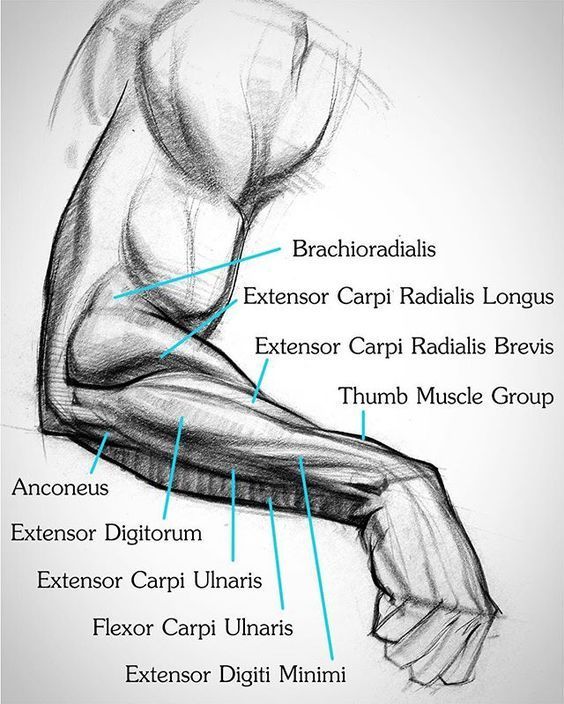 Brachioradialis
Extensor Carpi Radialis Longus
Extensor Carpi Radialis Brevis
Thumb Muscle Group
Anconeus
Extensor Digitorum
Extensor Carpi Ulnaris
Flexor Carpi Ulnaris
Extensor Digiti Minimi